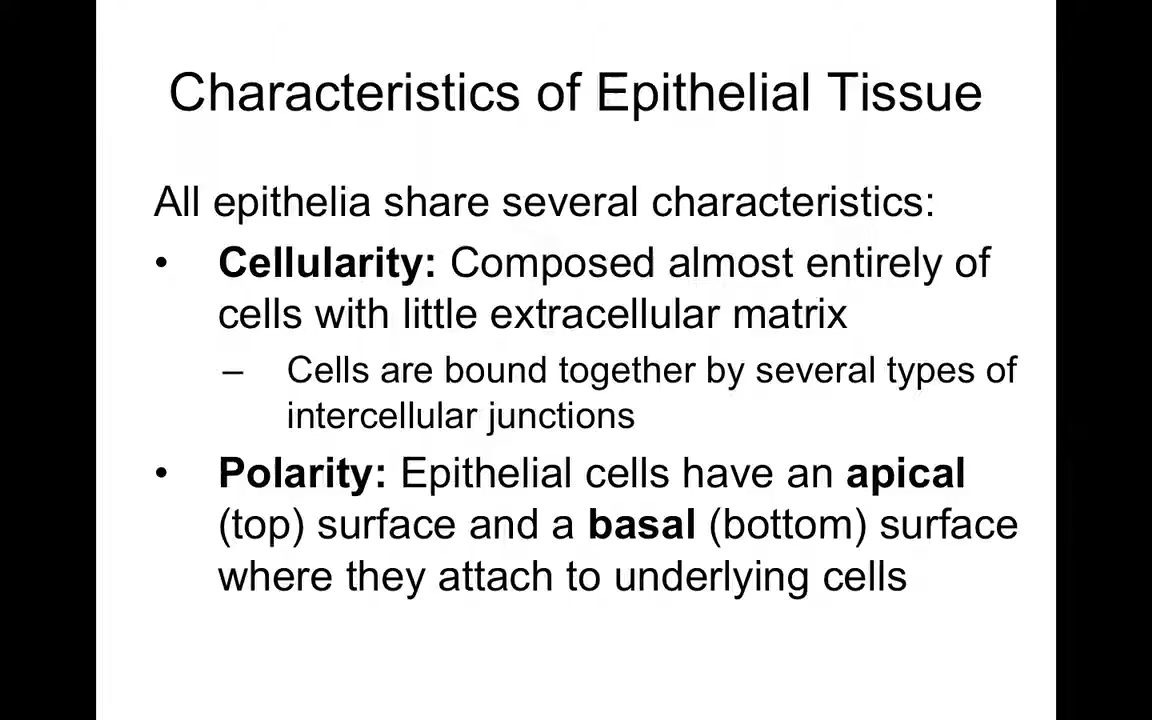 Characteristics of Epithelial Tissue
All epithelia share several characteristics:
• Cellularity: Composed almost entirely of
cells with little extracellular matrix
– Cells are bound together by several types of
intercellular junctions
• Polarity: Epithelial cells have an apical
(top) surface and a basal (bottom) surface
where they attach to underlying cells